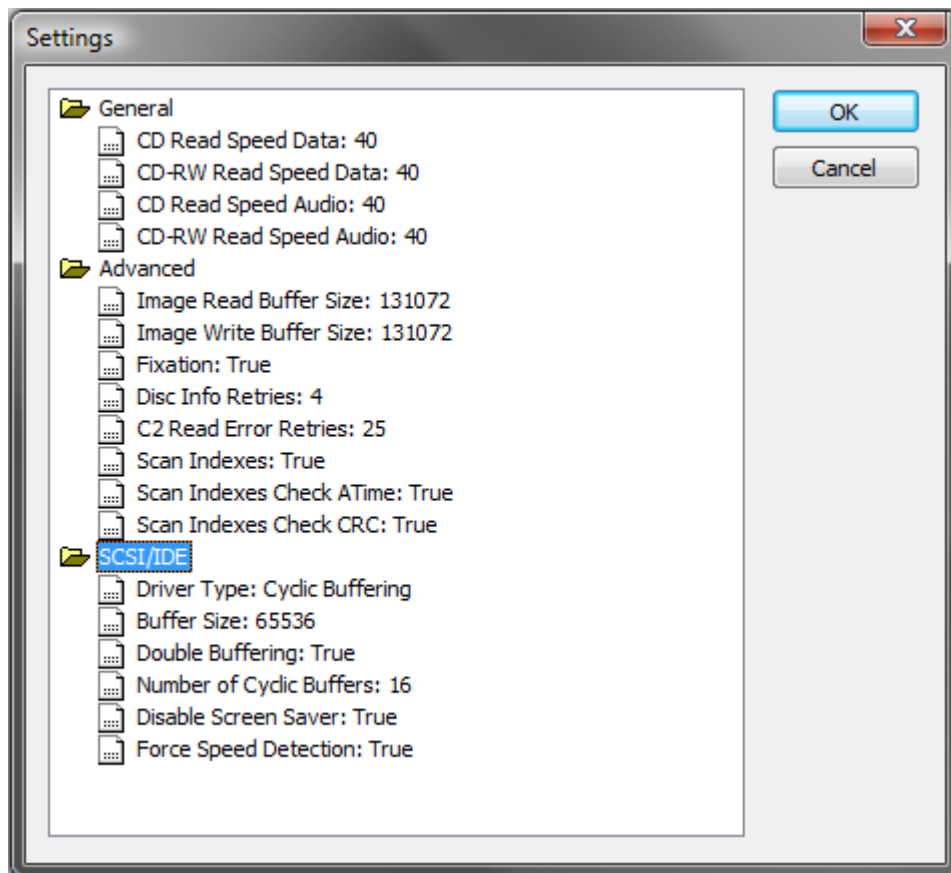 Settings
General
CD Read Speed Data: 40
CD-RW Read Speed Data: 40
CD Read Speed Audio: 40
CD-RW Read Speed Audio: 40
Advanced
Image Read Buffer Size: 131072
Image Write Buffer Size: 131072
Fixation: True
Disc Info Retries: 4
C2 Read Error Retries: 25
Scan Indexes: True
Scan Indexes Check ATime: True
Scan Indexes Check CRC: True
SCSI/IDE
Driver Type: Cyclic Buffering
Buffer Size: 65536
Double Buffering: True
Number of Cyclic Buffers: 16
Disable Screen Saver: True
Force Speed Detection: True
OK
Cancel